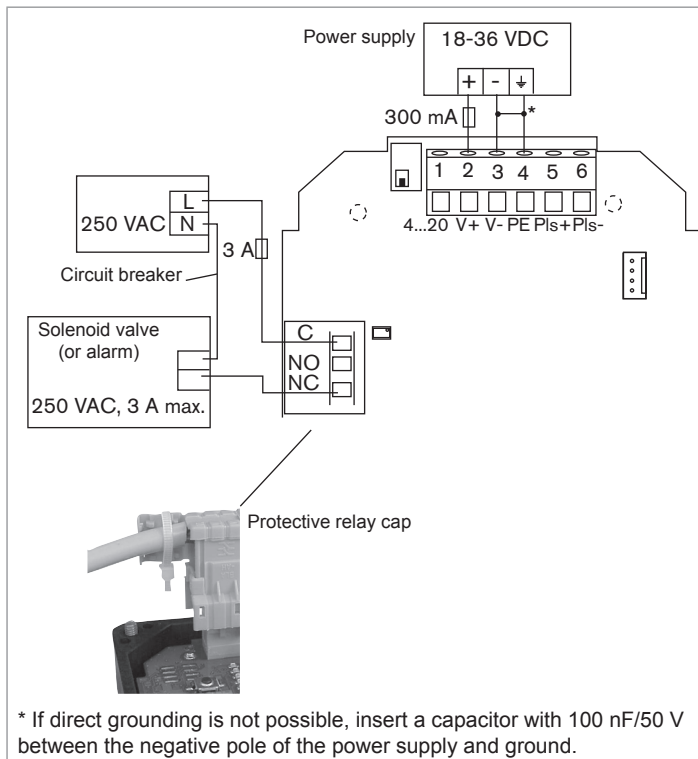 Power supply
18-36 VDC
+ -
300 mA
*
1 2 3 4 5 6
4...20 V+ V- PE Pls+ Pls-
250 VAC
L
N
3 A
Circuit breaker
Solenoid valve
(or alarm)
250 VAC, 3 A max.
C
NO
NC
Protective relay cap
* If direct grounding is not possible, insert a capacitor with 100 nF/50 V
between the negative pole of the power supply and ground.